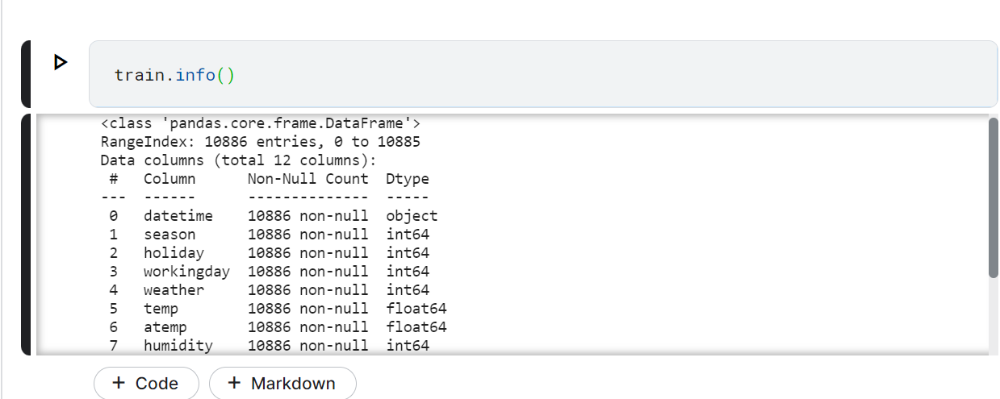 train.info()
<class 'pandas.core.frame.DataFrame'>
RangeIndex: 10886 entries, 0 to 10885
Data columns (total 12 columns):
 #   Column      Non-Null Count  Dtype
---  ------      --------------  -----
 0   datetime    10886 non-null  object
 1   season      10886 non-null  int64
 2   holiday     10886 non-null  int64
 3   workingday  10886 non-null  int64
 4   weather     10886 non-null  int64
 5   temp        10886 non-null  float64
 6   atemp       10886 non-null  float64
 7   humidity    10886 non-null  int64
+ Code + Markdown